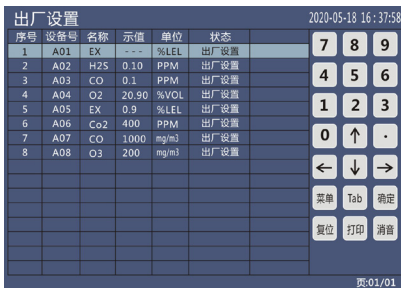 出厂设置 2020-05-18 16:37:58
序号 设备号 名称 示值 单位 状态
1 A01 EX --- %LEL 出厂设置
2 A02 H2S 0.10 PPM 出厂设置
3 A03 CO 0.1 PPM 出厂设置
4 A04 O2 20.90 %VOL 出厂设置
5 A05 EX 0.9 %LEL 出厂设置
6 A06 Co2 400 PPM 出厂设置
7 A07 CO 1000 mg/m3 出厂设置
8 A08 O3 200 mg/m3 出厂设置
7 8 9
4 5 6
1 2 3
0 ↑ ·
← ↓ →
菜单 Tab 确定
复位 打印 消音
页:01/01